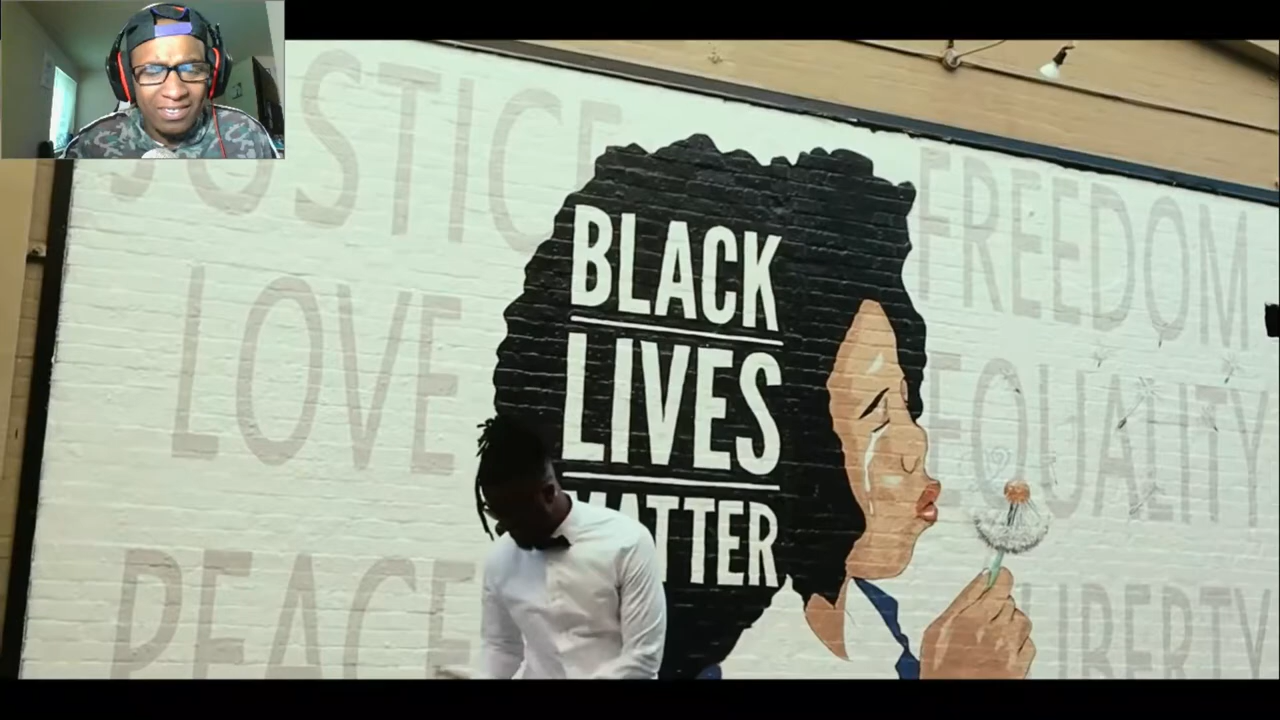 JUSTICE
LOVE
PEACE
BLACK
LIVES
MATTER
FREEDOM
EQUALITY
LIBERTY